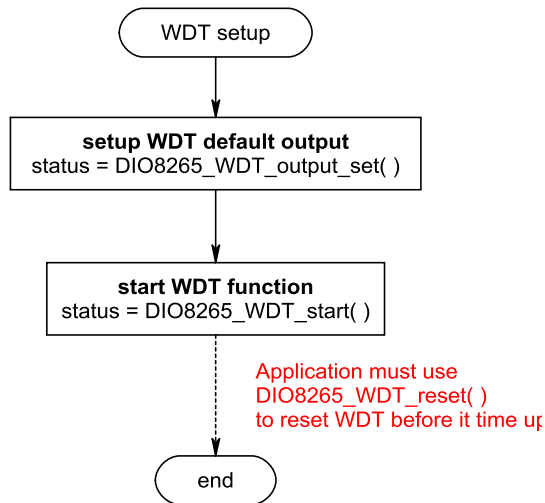 WDT setup
setup WDT default output
status = DIO8265_WDT_output_set( )
start WDT function
status = DIO8265_WDT_start( )
Application must use
DIO8265_WDT_reset( )
to reset WDT before it time up
end